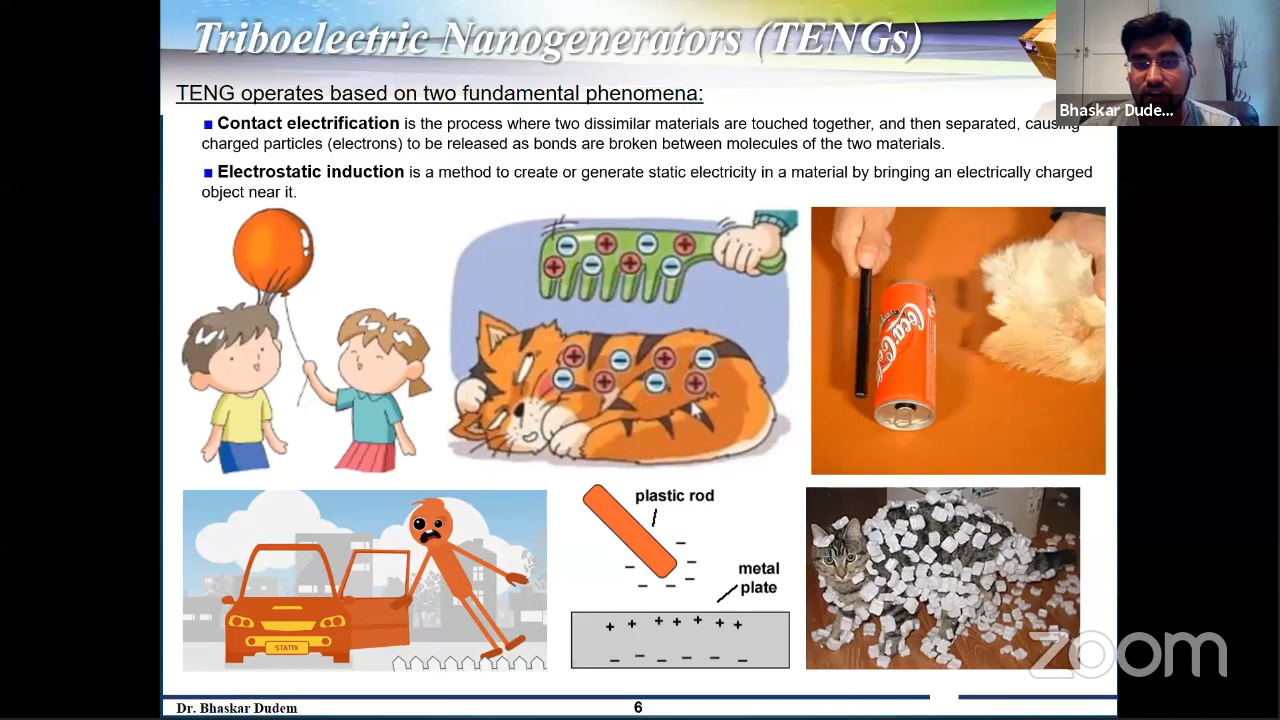 Triboelectric Nanogenerators (TENGs)
Bhaskar Dude...
TENG operates based on two fundamental phenomena:
Contact electrification is the process where two dissimilar materials are touched together, and then separated, causing
charged particles (electrons) to be released as bonds are broken between molecules of the two materials.
Electrostatic induction is a method to create or generate static electricity in a material by bringing an electrically charged
object near it.
Coca-Cola
plastic rod
metal
plate
STATIX
zoom
Dr. Bhaskar Dudem
6